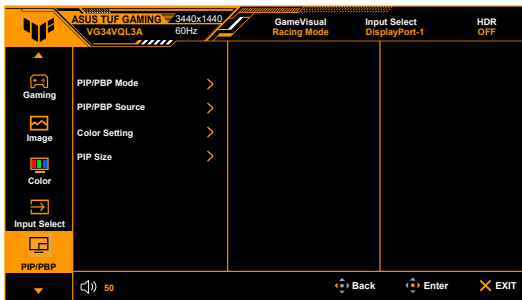 ASUS TUF GAMING 3440x1440
VG34VQL3A 60Hz
GameVisual
Racing Mode
Input Select
DisplayPort-1
HDR
OFF
Gaming
Image
Color
Input Select
PIP/PBP
PIP/PBP Mode
PIP/PBP Source
Color Setting
PIP Size
50
Back
Enter
EXIT